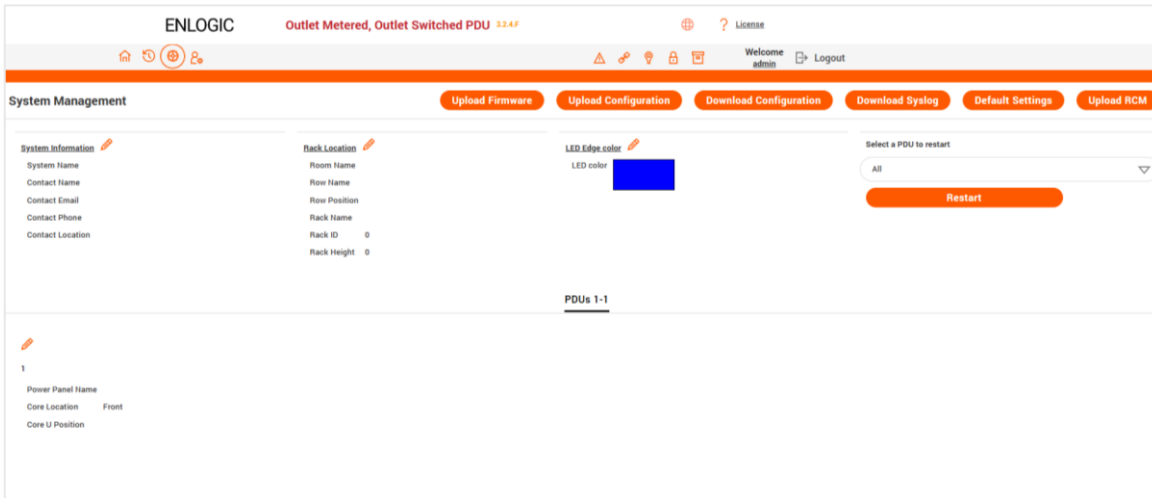 ENLOGIC Outlet Metered, Outlet Switched PDU 3.2.4.F ? License
Welcome
admin Logout
System Management Upload Firmware Upload Configuration Download Configuration Download Syslog Default Settings Upload RCM
System Information
System Name
Contact Name
Contact Email
Contact Phone
Contact Location
Rack Location
Room Name
Row Name
Row Position
Rack Name
Rack ID 0
Rack Height 0
LED Edge color
LED color
Select a PDU to restart
All
Restart
PDUs 1-1
1
Power Panel Name
Core Location Front
Core U Position